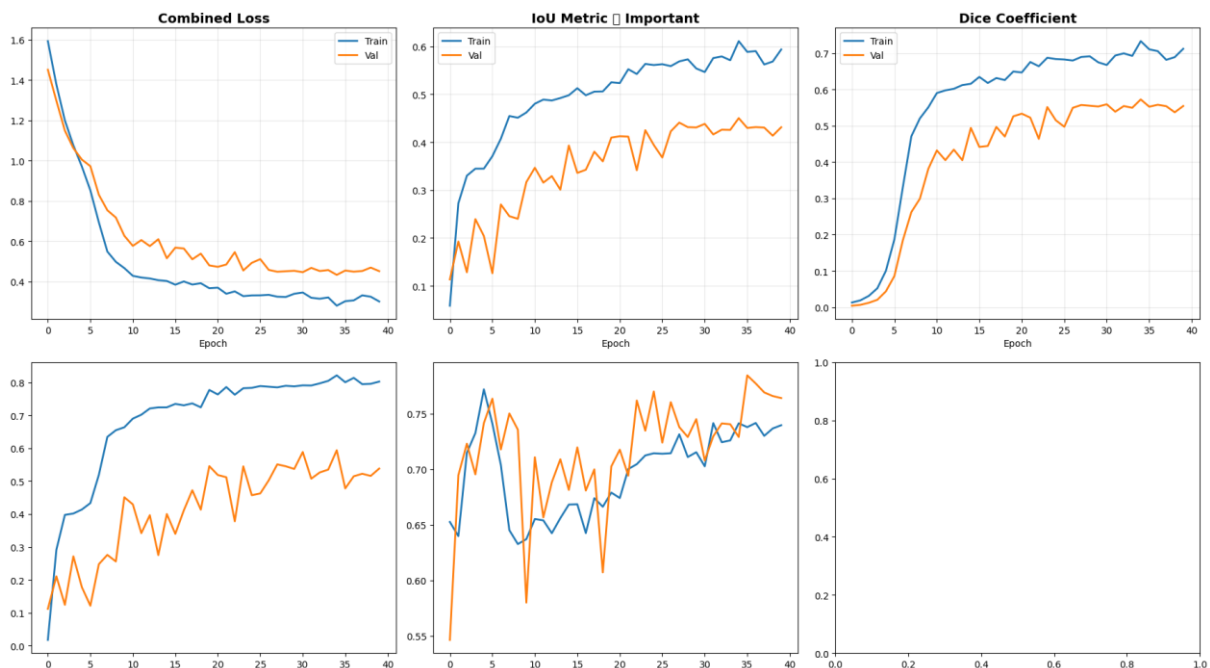 Combined Loss
1.6
1.4
1.2
1.0
0.8
0.6
0.4
Train
Val
0 5 10 15 20 25 30 35 40
Epoch
IoU Metric ▯ Important
0.6
0.5
0.4
0.3
0.2
0.1
Train
Val
0 5 10 15 20 25 30 35 40
Epoch
Dice Coefficient
0.7
0.6
0.5
0.4
0.3
0.2
0.1
0.0
Train
Val
0 5 10 15 20 25 30 35 40
Epoch
0.8
0.7
0.6
0.5
0.4
0.3
0.2
0.1
0.0
0 5 10 15 20 25 30 35 40
0.75
0.70
0.65
0.60
0.55
0 5 10 15 20 25 30 35 40
1.0
0.8
0.6
0.4
0.2
0.0
0.0 0.2 0.4 0.6 0.8 1.0